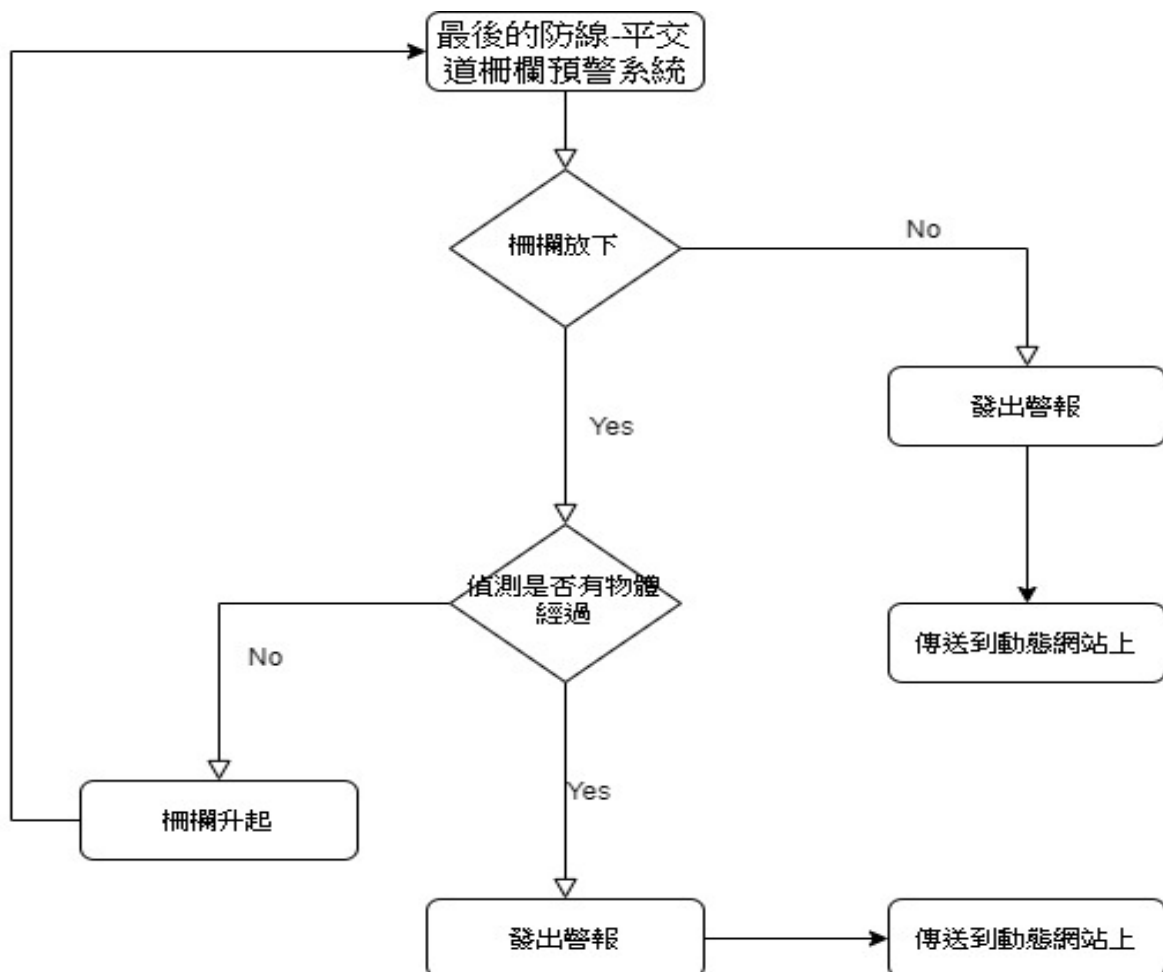 最後的防線-平交
道柵欄預警系統
柵欄放下
No
發出警報
Yes
偵測是否有物體
經過
傳送到動態網站上
No
Yes
柵欄升起
發出警報
傳送到動態網站上